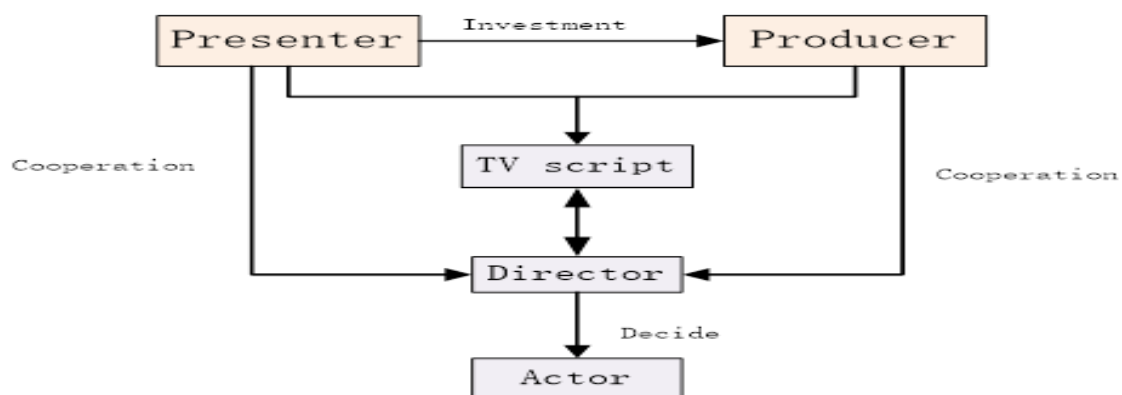 Investment
Presenter
Producer
TV script
Cooperation
Cooperation
Director
Decide
Actor